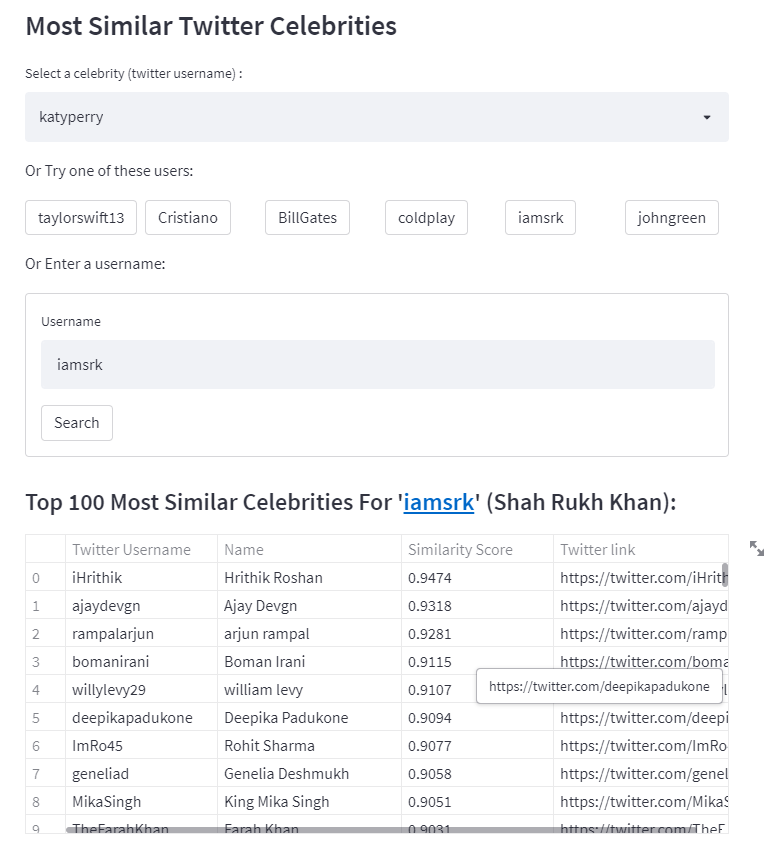 Most Similar Twitter Celebrities
Select a celebrity (twitter username) :
katyperry
Or Try one of these users:
taylorswift13 Cristiano BillGates coldplay iamsrk johngreen
Or Enter a username:
Username
iamsrk
Search
Top 100 Most Similar Celebrities For 'iamsrk' (Shah Rukh Khan):
Twitter Username Name Similarity Score Twitter link
0 iHrithik Hrithik Roshan 0.9474 https://twitter.com/iHrith
1 ajaydevgn Ajay Devgn 0.9318 https://twitter.com/ajayd
2 rampalarjun arjun rampal 0.9281 https://twitter.com/ramp
3 bomanirani Boman Irani 0.9115 https://twitter.com/boma
4 willylevy29 william levy 0.9107
https://twitter.com/deepikapadukone
5 deepikapadukone Deepika Padukone 0.9094 https://twitter.com/deepi
6 ImRo45 Rohit Sharma 0.9077 https://twitter.com/ImRo
7 geneliad Genelia Deshmukh 0.9058 https://twitter.com/genel
8 MikaSingh King Mika Singh 0.9051 https://twitter.com/MikaS
9 TheFarahKhan Farah Khan 0.9031 https://twitter.com/TheF